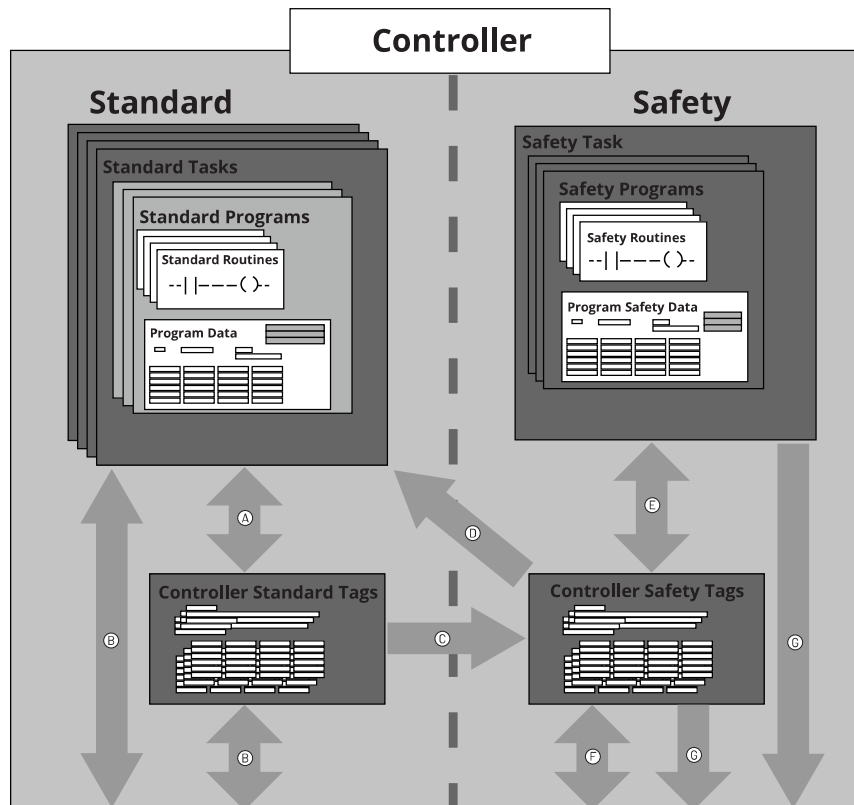 Controller
Standard
Safety
Standard Tasks
Standard Programs
Standard Routines
Program Data
Safety Task
Safety Programs
Safety Routines
Program Safety Data
A
D
E
Controller Standard Tags
Controller Safety Tags
B
C
G
B
F
G